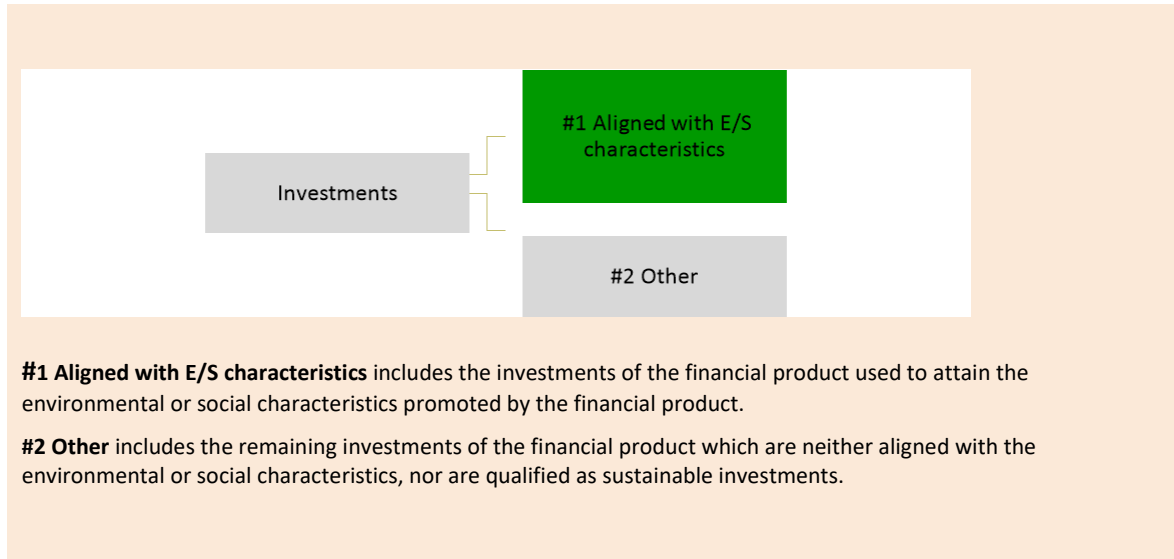 #1 Aligned with E/S
characteristics
Investments
#2 Other
#1 Aligned with E/S characteristics includes the investments of the financial product used to attain the
environmental or social characteristics promoted by the financial product.
#2 Other includes the remaining investments of the financial product which are neither aligned with the
environmental or social characteristics, nor are qualified as sustainable investments.